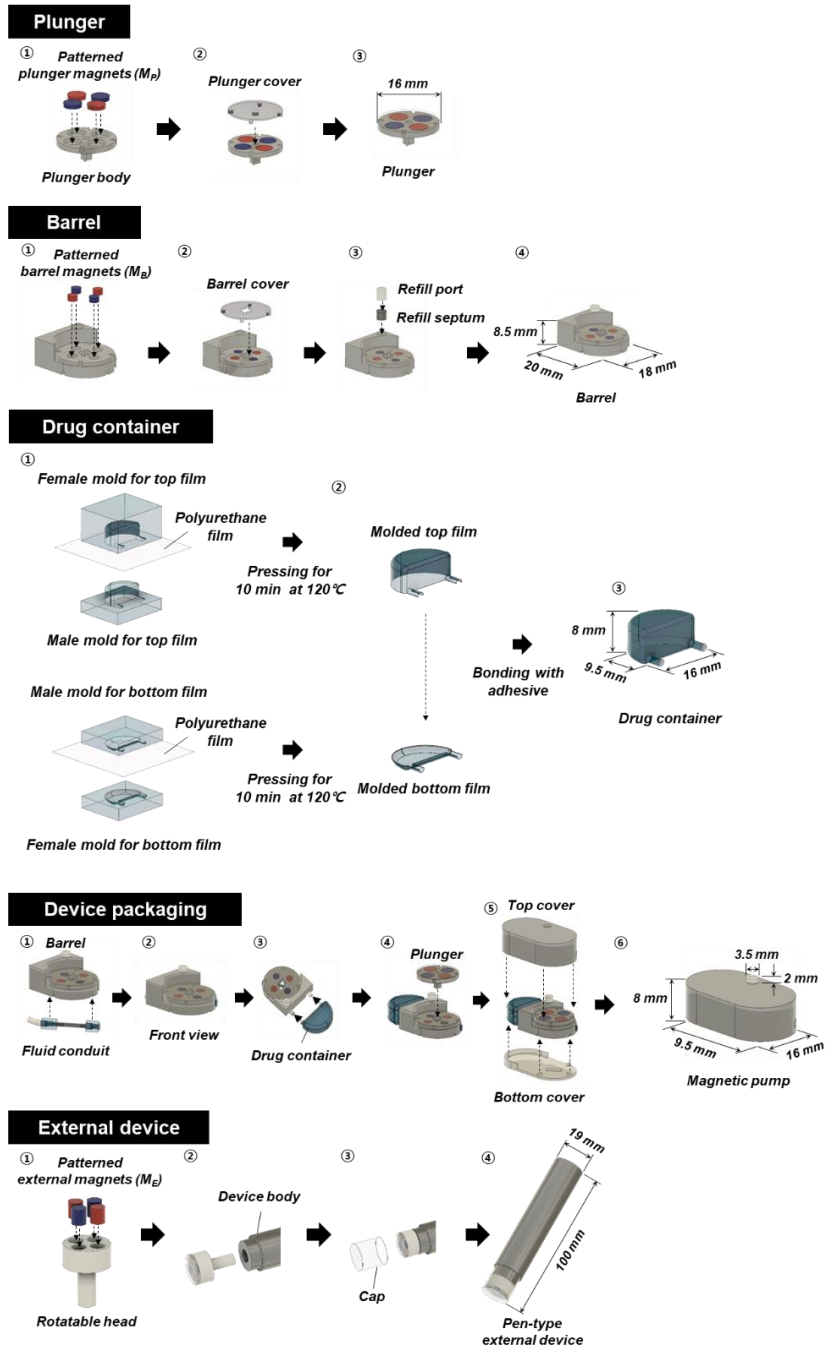 Plunger
①
Patterned
plunger magnets (MP)
Plunger body
②
Plunger cover
③
16 mm
Plunger
Barrel
①
Patterned
barrel magnets (MB)
②
Barrel cover
③
Refill port
Refill septum
④
8.5 mm
20 mm
18 mm
Barrel
Drug container
①
Female mold for top film
Polyurethane
film
Male mold for top film
Pressing for
10 min at 120℃
②
Molded top film
Male mold for bottom film
Polyurethane
film
Female mold for bottom film
Pressing for
10 min at 120℃
Molded bottom film
Bonding with
adhesive
③
8 mm
9.5 mm
16 mm
Drug container
Device packaging
①
Barrel
Fluid conduit
②
Front view
③
Drug container
④
Plunger
⑤
Top cover
Bottom cover
⑥
3.5 mm
2 mm
8 mm
9.5 mm
16 mm
Magnetic pump
External device
①
Patterned
external magnets (ME)
Rotatable head
②
Device body
③
Cap
④
19 mm
100 mm
Pen-type
external device